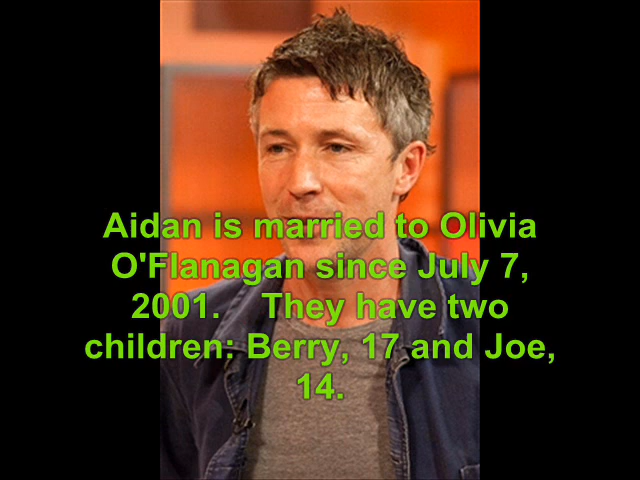 Aidan is married to Olivia
O'Flanagan since July 7,
2001.    They have two
children: Berry, 17 and Joe,
14.